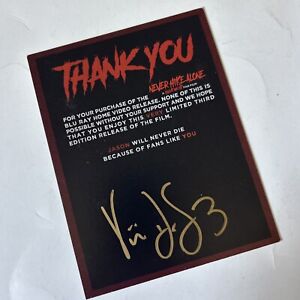 THANK YOU
NEVER HIKE ALONE
FOR YOUR PURCHASE OF THE
BLU RAY HOME VIDEO RELEASE. NONE OF THIS IS
POSSIBLE WITHOUT YOUR SUPPORT AND WE HOPE
THAT YOU ENJOY THIS VERY LIMITED THIRD
EDITION RELEASE OF THE FILM.
JASON WILL NEVER DIE
BECAUSE OF FANS LIKE YOU